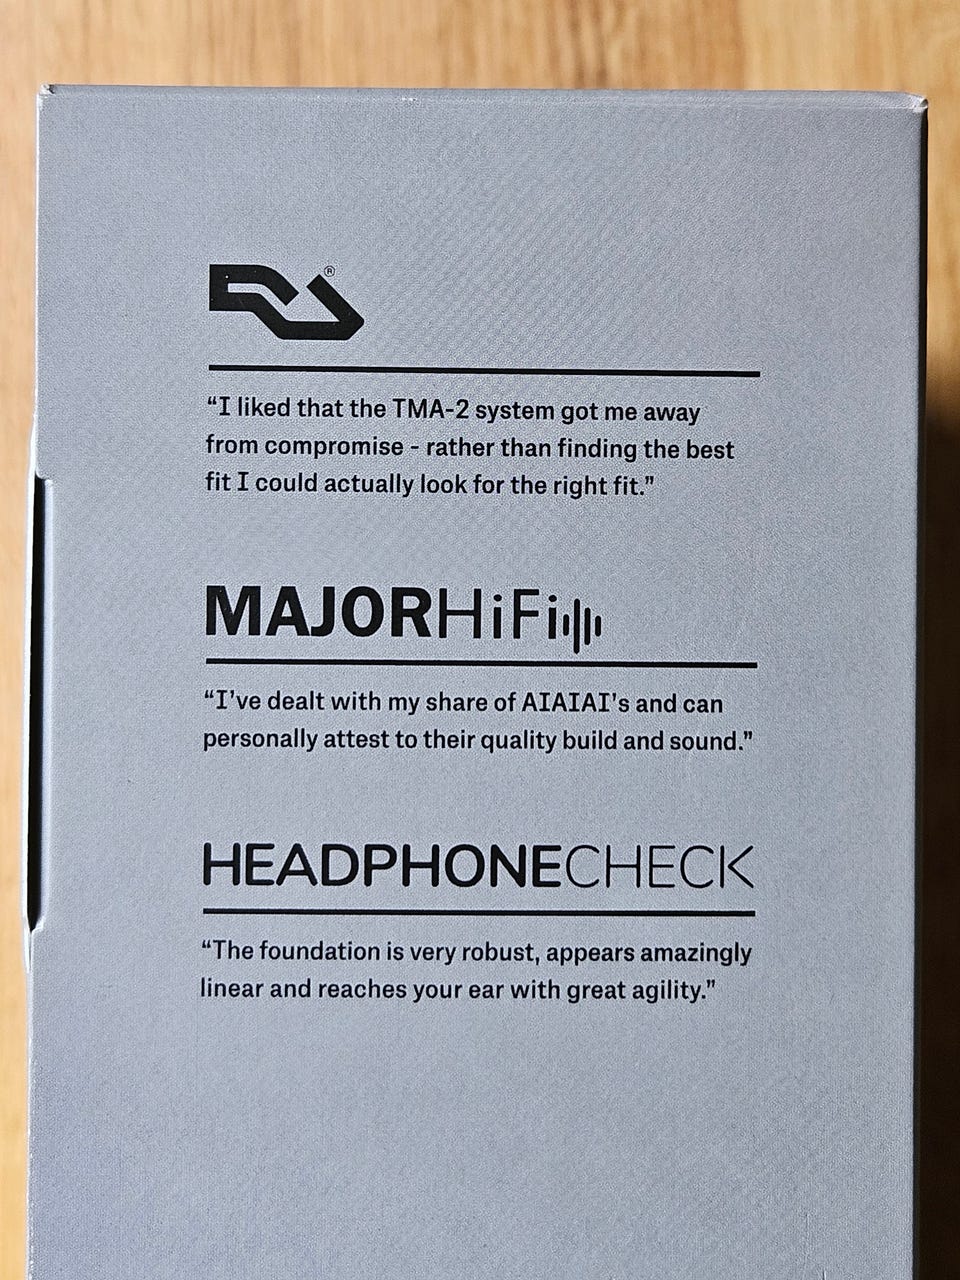 ®
“I liked that the TMA-2 system got me away
from compromise - rather than finding the best
fit I could actually look for the right fit.”
MAJORHiFi
“I’ve dealt with my share of AIAIAI's and can
personally attest to their quality build and sound.”
HEADPHONECHECK
“The foundation is very robust, appears amazingly
linear and reaches your ear with great agility.”